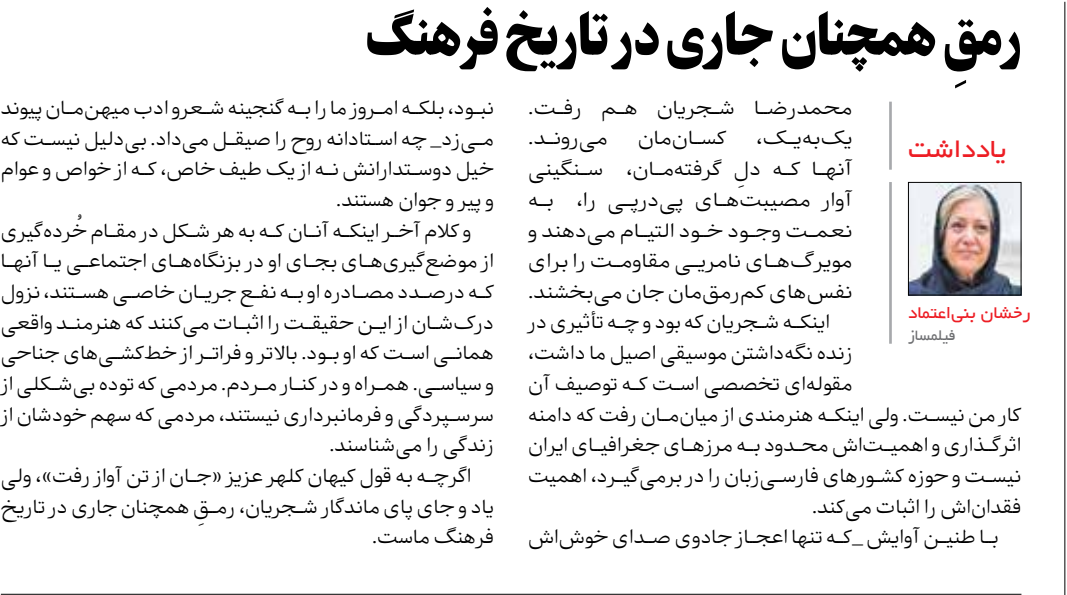 رمقِ همچنان جاری در تاریخ فرهنگ
یادداشت
رخشان بنی‌اعتماد
فیلمساز
محمدرضا شجریان هم رفت.
یک‌به‌یک، کسان‌مان می‌روند.
آنها که دلِ گرفته‌مان، سنگینی
آوار مصیبت‌های پی‌درپی را، به
نعمت وجود خود التیام می‌دهند و
مویرگ‌های نامریی مقاومت را برای
نفس‌های کم‌رمق‌مان جان می‌بخشند.
اینکه شجریان که بود و چه تأثیری در
زنده نگه‌داشتن موسیقی اصیل ما داشت،
مقوله‌ای تخصصی است که توصیف آن
کار من نیست. ولی اینکه هنرمندی از میان‌مان رفت که دامنه
اثرگذاری و اهمیت‌اش محدود به مرزهای جغرافیای ایران
نیست و حوزه کشورهای فارسی‌زبان را در برمی‌گیرد، اهمیت
فقدان‌اش را اثبات می‌کند.
با طنین آوایش _که تنها اعجاز جادوی صدای خوش‌اش
نبود، بلکه امروز ما را به گنجینه شعر و ادب میهن‌مان پیوند
می‌زد_ چه استادانه روح را صیقل می‌داد. بی‌دلیل نیست که
خیل دوستدارانش نه از یک طیف خاص، که از خواص و عوام
و پیر و جوان هستند.
و کلام آخر اینکه آنان که به هر شکل در مقام خُرده‌گیری
از موضع‌گیری‌های بجای او در بزنگاه‌های اجتماعی یا آنها
که درصدد مصادره او به نفع جریان خاصی هستند، نزول
درک‌شان از این حقیقت را اثبات می‌کنند که هنرمند واقعی
همانی است که او بود. بالاتر و فراتر از خط‌کشی‌های جناحی
و سیاسی. همراه و در کنار مردم. مردمی که توده بی‌شکلی از
سرسپردگی و فرمانبرداری نیستند، مردمی که سهم خودشان از
زندگی را می‌شناسند.
اگرچه به قول کیهان کلهر عزیز «جان از تن آواز رفت»، ولی
یاد و جای پای ماندگار شجریان، رمقِ همچنان جاری در تاریخ
فرهنگ ماست.